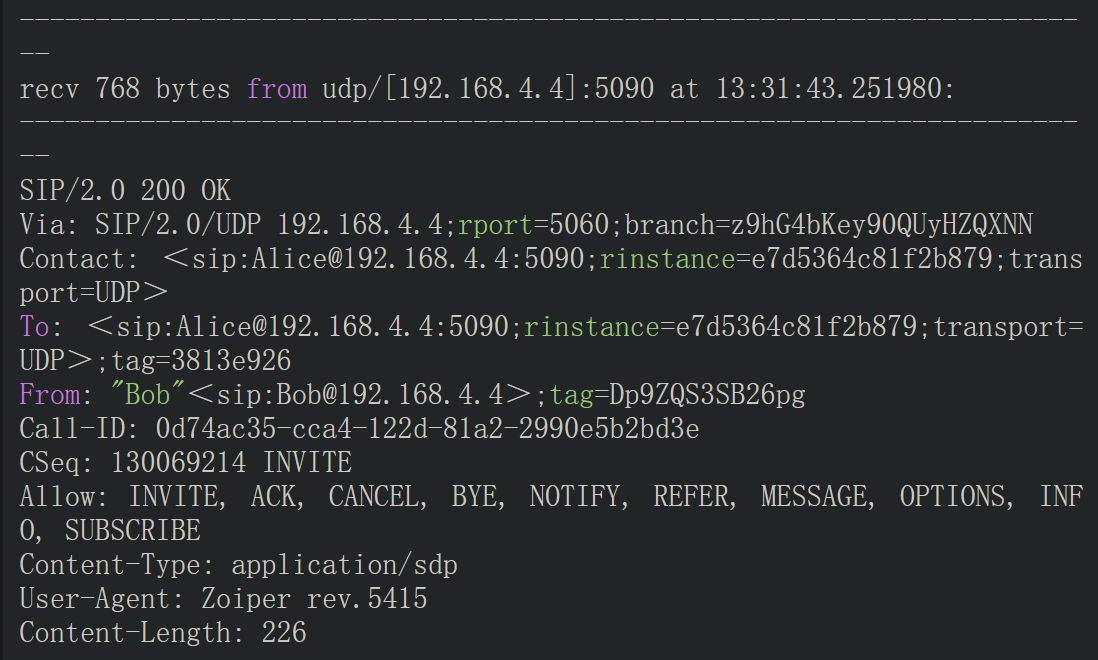 ------------------------------------------------------------------------
--
recv 768 bytes from udp/[192.168.4.4]:5090 at 13:31:43.251980:
------------------------------------------------------------------------
--
SIP/2.0 200 OK
Via: SIP/2.0/UDP 192.168.4.4;rport=5060;branch=z9hG4bKey90QUyHZQXNN
Contact: <sip:Alice@192.168.4.4:5090;rinstance=e7d5364c81f2b879;trans
port=UDP>
To: <sip:Alice@192.168.4.4:5090;rinstance=e7d5364c81f2b879;transport=
UDP>;tag=3813e926
From: "Bob"<sip:Bob@192.168.4.4>;tag=Dp9ZQS3SB26pg
Call-ID: 0d74ac35-cca4-122d-81a2-2990e5b2bd3e
CSeq: 130069214 INVITE
Allow: INVITE, ACK, CANCEL, BYE, NOTIFY, REFER, MESSAGE, OPTIONS, INF
O, SUBSCRIBE
Content-Type: application/sdp
User-Agent: Zoiper rev.5415
Content-Length: 226